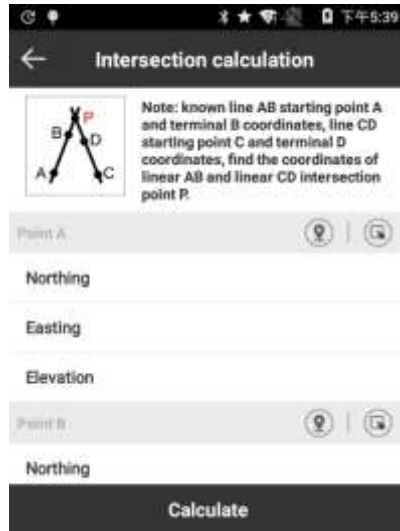 下午5:39
Intersection calculation
P
B
D
A
C
Note: known line AB starting point A
and terminal B coordinates, line CD
starting point C and terminal D
coordinates, find the coordinates of
linear AB and linear CD intersection
point P.
Point A
Northing
Easting
Elevation
Point B
Northing
Calculate